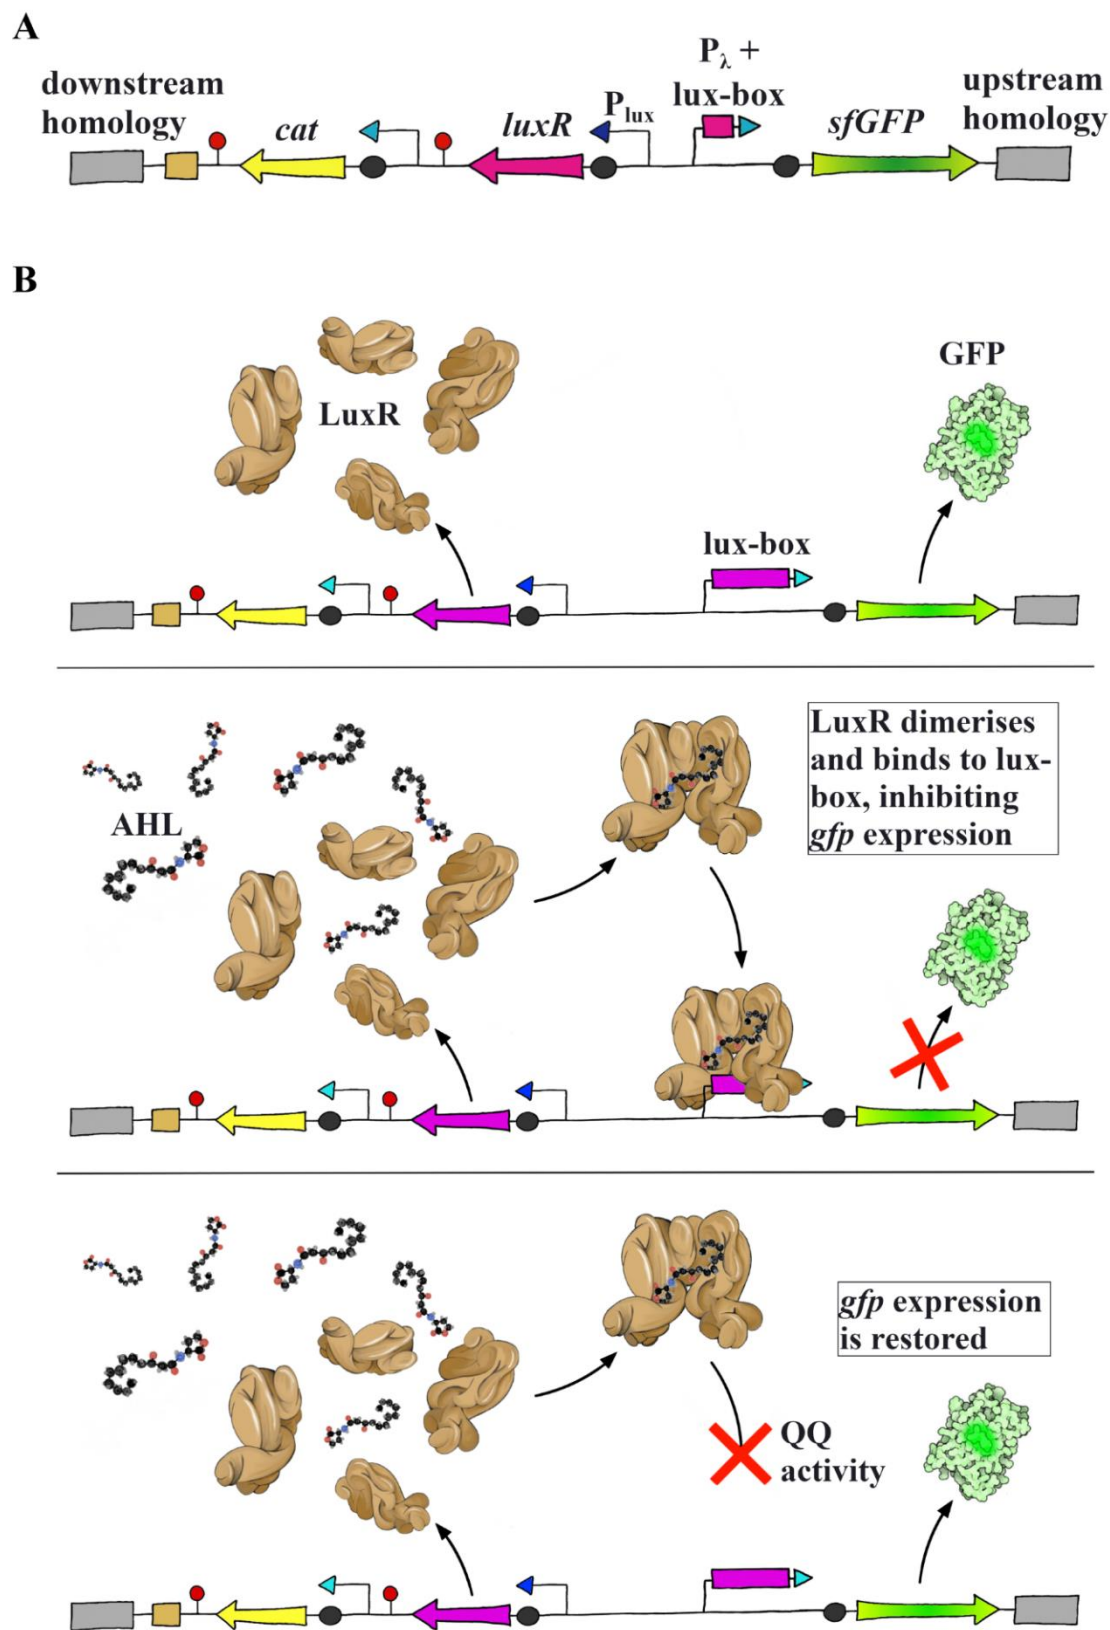 A
downstream
homology
cat
luxR
Plux
Pλ +
lux-box
sfGFP
upstream
homology
B
LuxR
GFP
lux-box
AHL
LuxR dimerises
and binds to lux-
box, inhibiting
gfp expression
gfp expression
is restored
QQ
activity